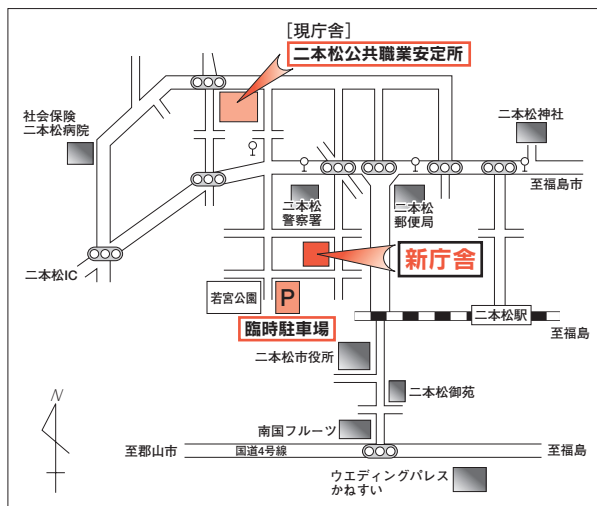 [現庁舎]
二本松公共職業安定所
社会保険
二本松病院
二本松神社
至福島市
二本松
警察署
二本松
郵便局
二本松IC
新庁舎
若宮公園
P
臨時駐車場
二本松駅
至福島
二本松市役所
二本松御苑
N
南国フルーツ
至郡山市
国道4号線
至福島
ウエディングパレス
かねすい